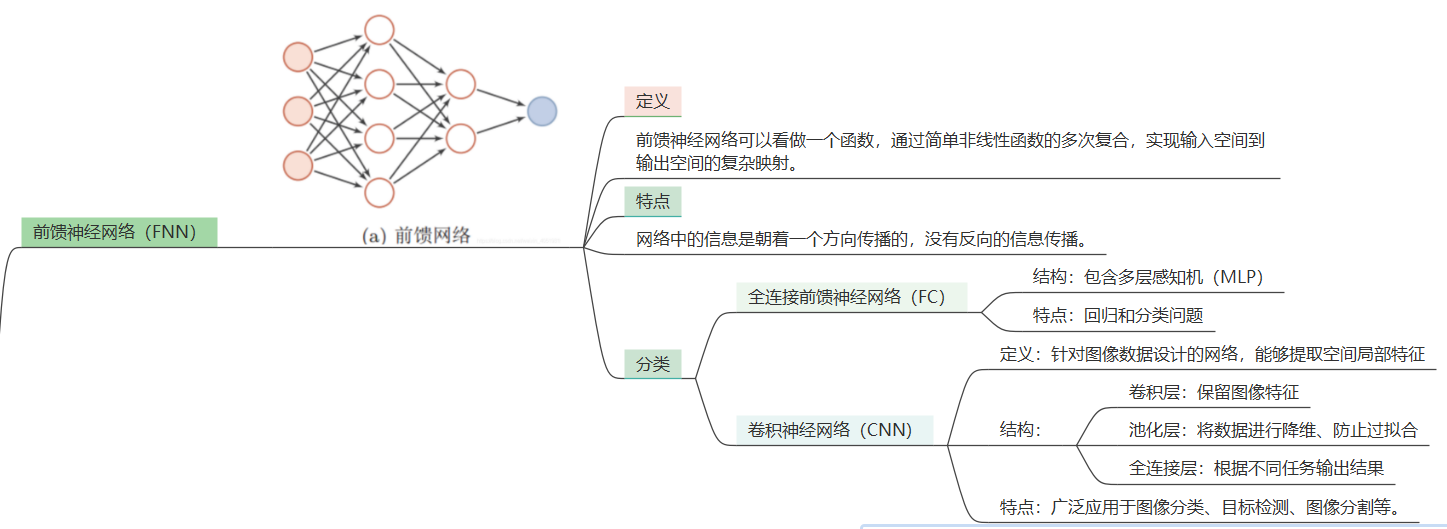 定义
前馈神经网络可以看做一个函数，通过简单非线性函数的多次复合，实现输入空间到
输出空间的复杂映射。
特点
前馈神经网络（FNN）
(a) 前馈网络
网络中的信息是朝着一个方向传播的，没有反向的信息传播。
全连接前馈神经网络（FC）
结构：包含多层感知机（MLP）
特点：回归和分类问题
分类
定义：针对图像数据设计的网络，能够提取空间局部特征
卷积神经网络（CNN）
结构：
卷积层：保留图像特征
池化层：将数据进行降维、防止过拟合
全连接层：根据不同任务输出结果
特点：广泛应用于图像分类、目标检测、图像分割等。